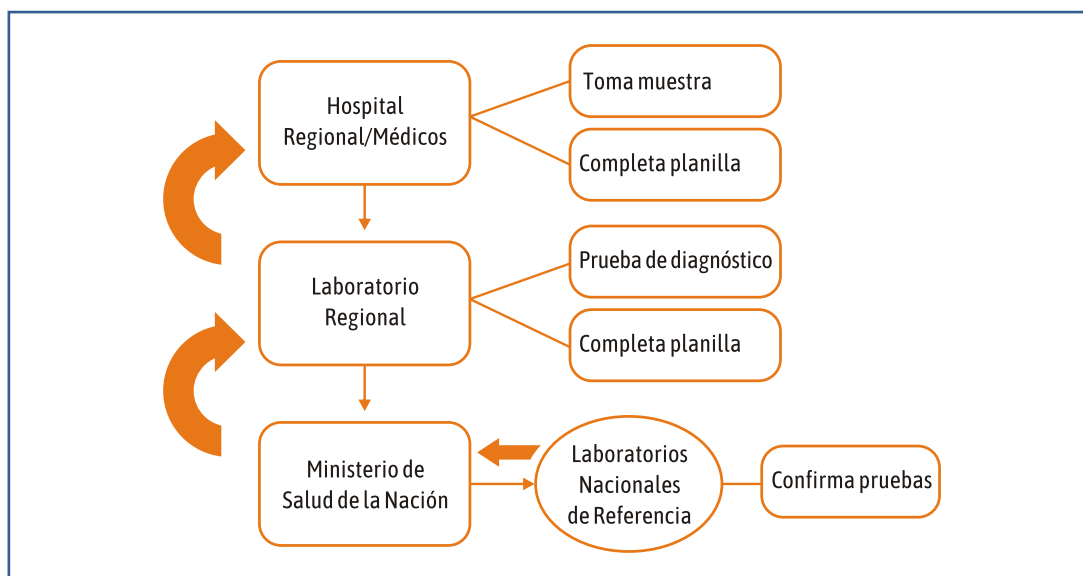 Hospital
Regional/Médicos
Toma muestra
Completa planilla
Laboratorio
Regional
Prueba de diagnóstico
Completa planilla
Ministerio de
Salud de la Nación
Laboratorios
Nacionales
de Referencia
Confirma pruebas